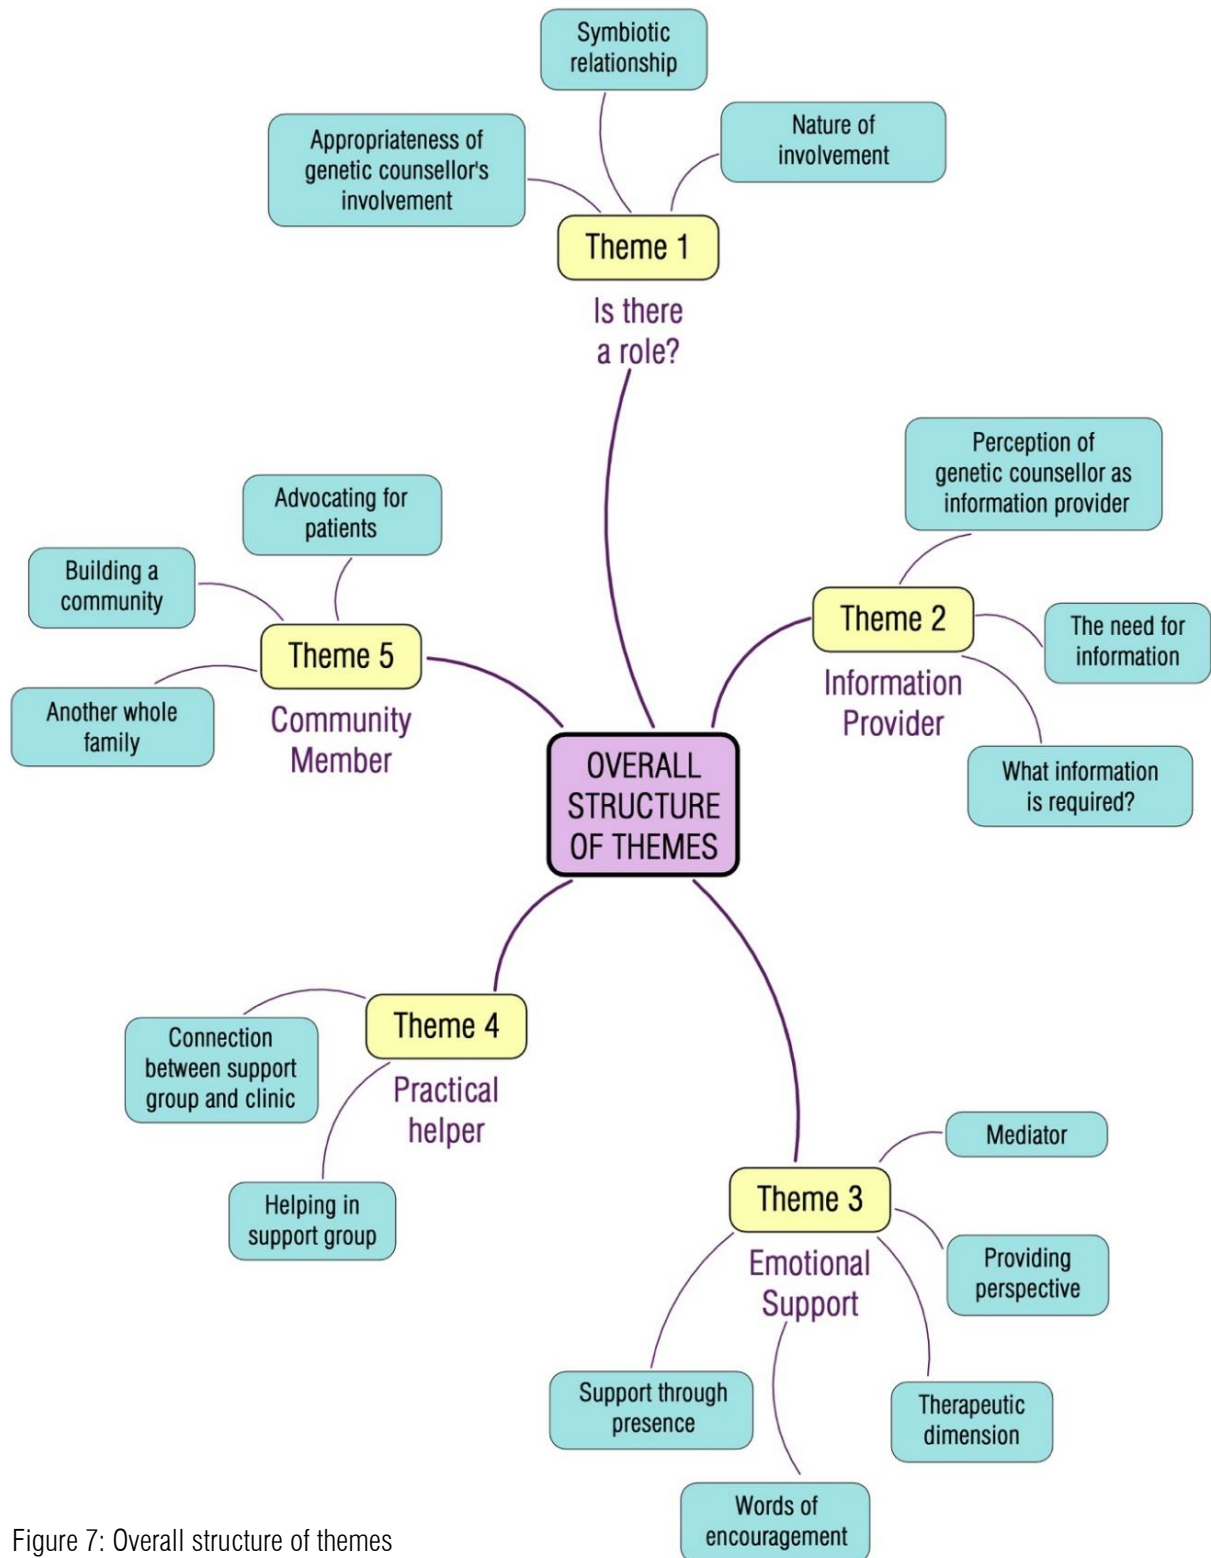 Symbiotic
relationship
Nature of
involvement
Appropriateness of
genetic counsellor's
involvement
Theme 1
Is there
a role?
Perception of
genetic counsellor as
information provider
Theme 2
Information
Provider
The need for
information
What information
is required?
Advocating for
patients
Building a
community
Theme 5
Community
Member
Another whole
family
OVERALL
STRUCTURE
OF THEMES
Theme 4
Practical
helper
Connection
between support
group and clinic
Helping in
support group
Mediator
Theme 3
Emotional
Support
Providing
perspective
Therapeutic
dimension
Support through
presence
Words of
encouragement
Figure 7: Overall structure of themes